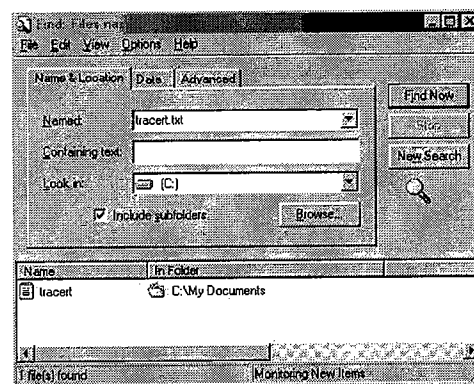 Find: Files na
File Edit View Options Help
Name & Location Date Advanced
Find Now
Named: tracert.txt
Stop
Containing text:
New Search
Look in: (C:)
Include subfolders Browse...
Name In Folder
tracert C:\My Documents
1 file(s) found Monitoring New Items